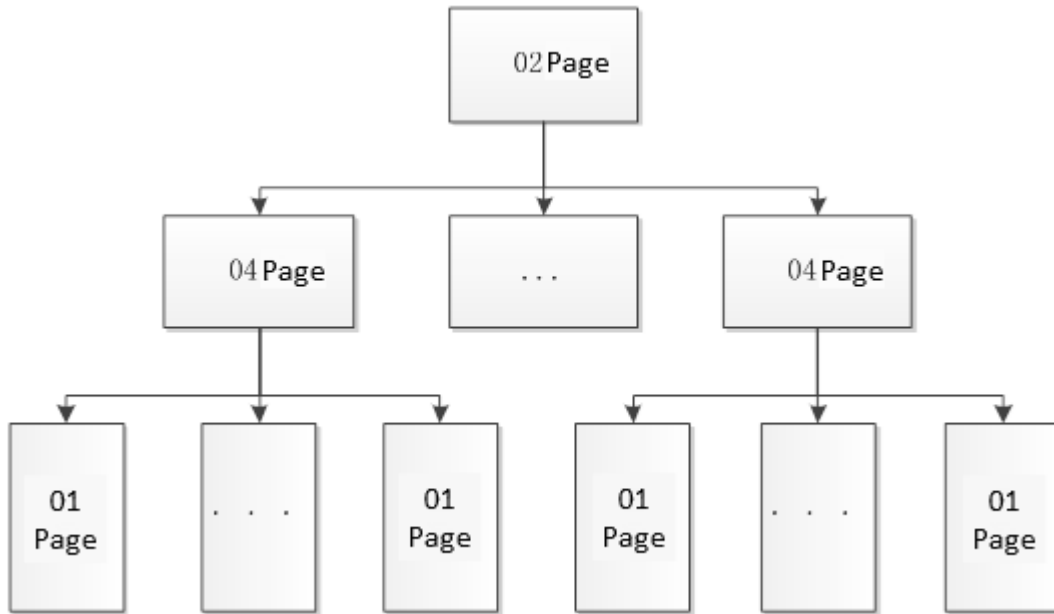 02 Page
04 Page
...
04 Page
01
Page
. . .
01
Page
01
Page
. . .
01
Page